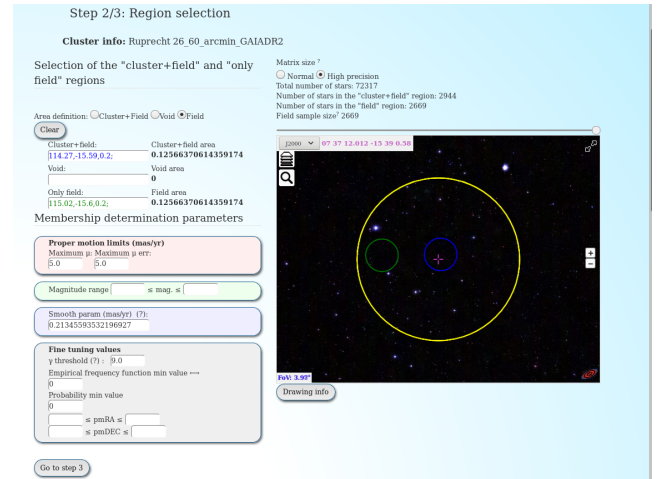 Step 2/3: Region selection
Cluster info: Ruprecht 26_60_arcmin_GAIADR2
Selection of the "cluster+field" and "only
field" regions
Area definition: Cluster+Field Void Field
Clear
Cluster+field: Cluster+field area
114.27,-15.59,0.2; 0.12566370614359174
Void: Void area
0
Only field: Field area
115.02,-15.6,0.2; 0.12566370614359174
Membership determination parameters
Proper motion limits (mas/yr)
Maximum μ: Maximum μ err:
5.0 5.0
Magnitude range ≤ mag. ≤
Smooth param (mas/yr) (?):
0.21345593532196927
Fine tuning values
γ threshold (?) : 9.0
Empirical frequency function min value ⟷
0
Probability min value
0
≤ pmRA ≤
≤ pmDEC ≤
Go to step 3
Matrix size ?
Normal High precision
Total number of stars: 72317
Number of stars in the "cluster+field" region: 2944
Number of stars in the "field" region: 2669
Field sample size? 2669
J2000 07 37 12.012 -15 39 0.58
+
−
FoV: 3.97°
Drawing info